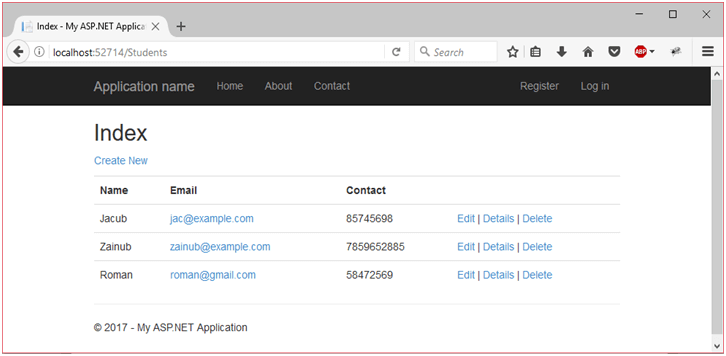 Index - My ASP.NET Applica
localhost:52714/Students
Search
ABP
Application name Home About Contact Register Log in
Index
Create New
Name Email Contact
Jacub jac@example.com 85745698 Edit | Details | Delete
Zainub zainub@example.com 7859652885 Edit | Details | Delete
Roman roman@gmail.com 58472569 Edit | Details | Delete
© 2017 - My ASP.NET Application